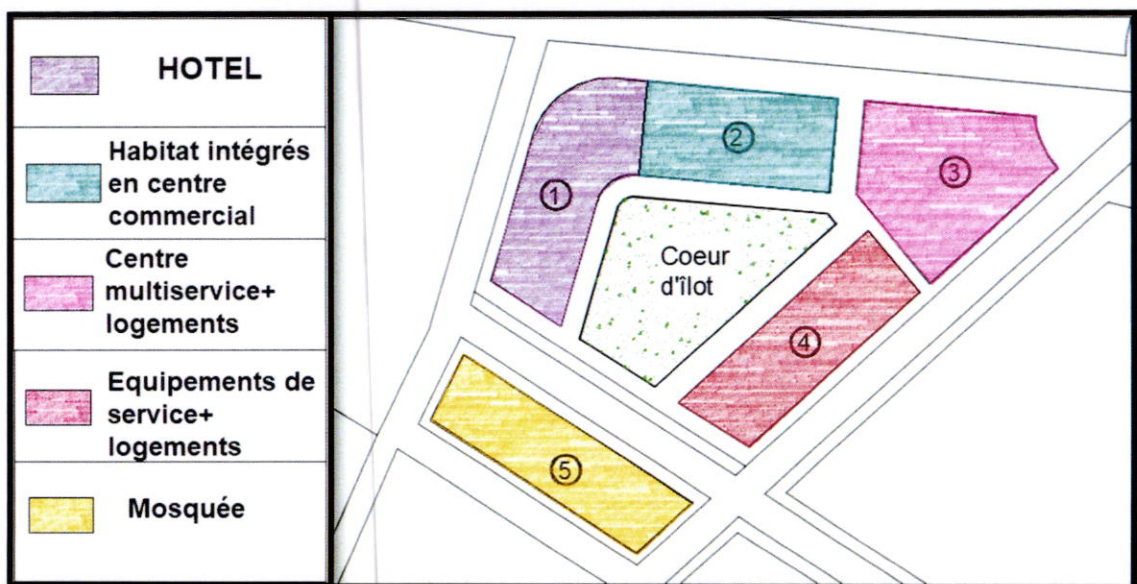 HOTEL
Habitat intégrés
en centre
commercial
Centre
multiservice+
logements
Equipements de
service+
logements
Mosquée
1
2
3
Coeur
d'îlot
4
5